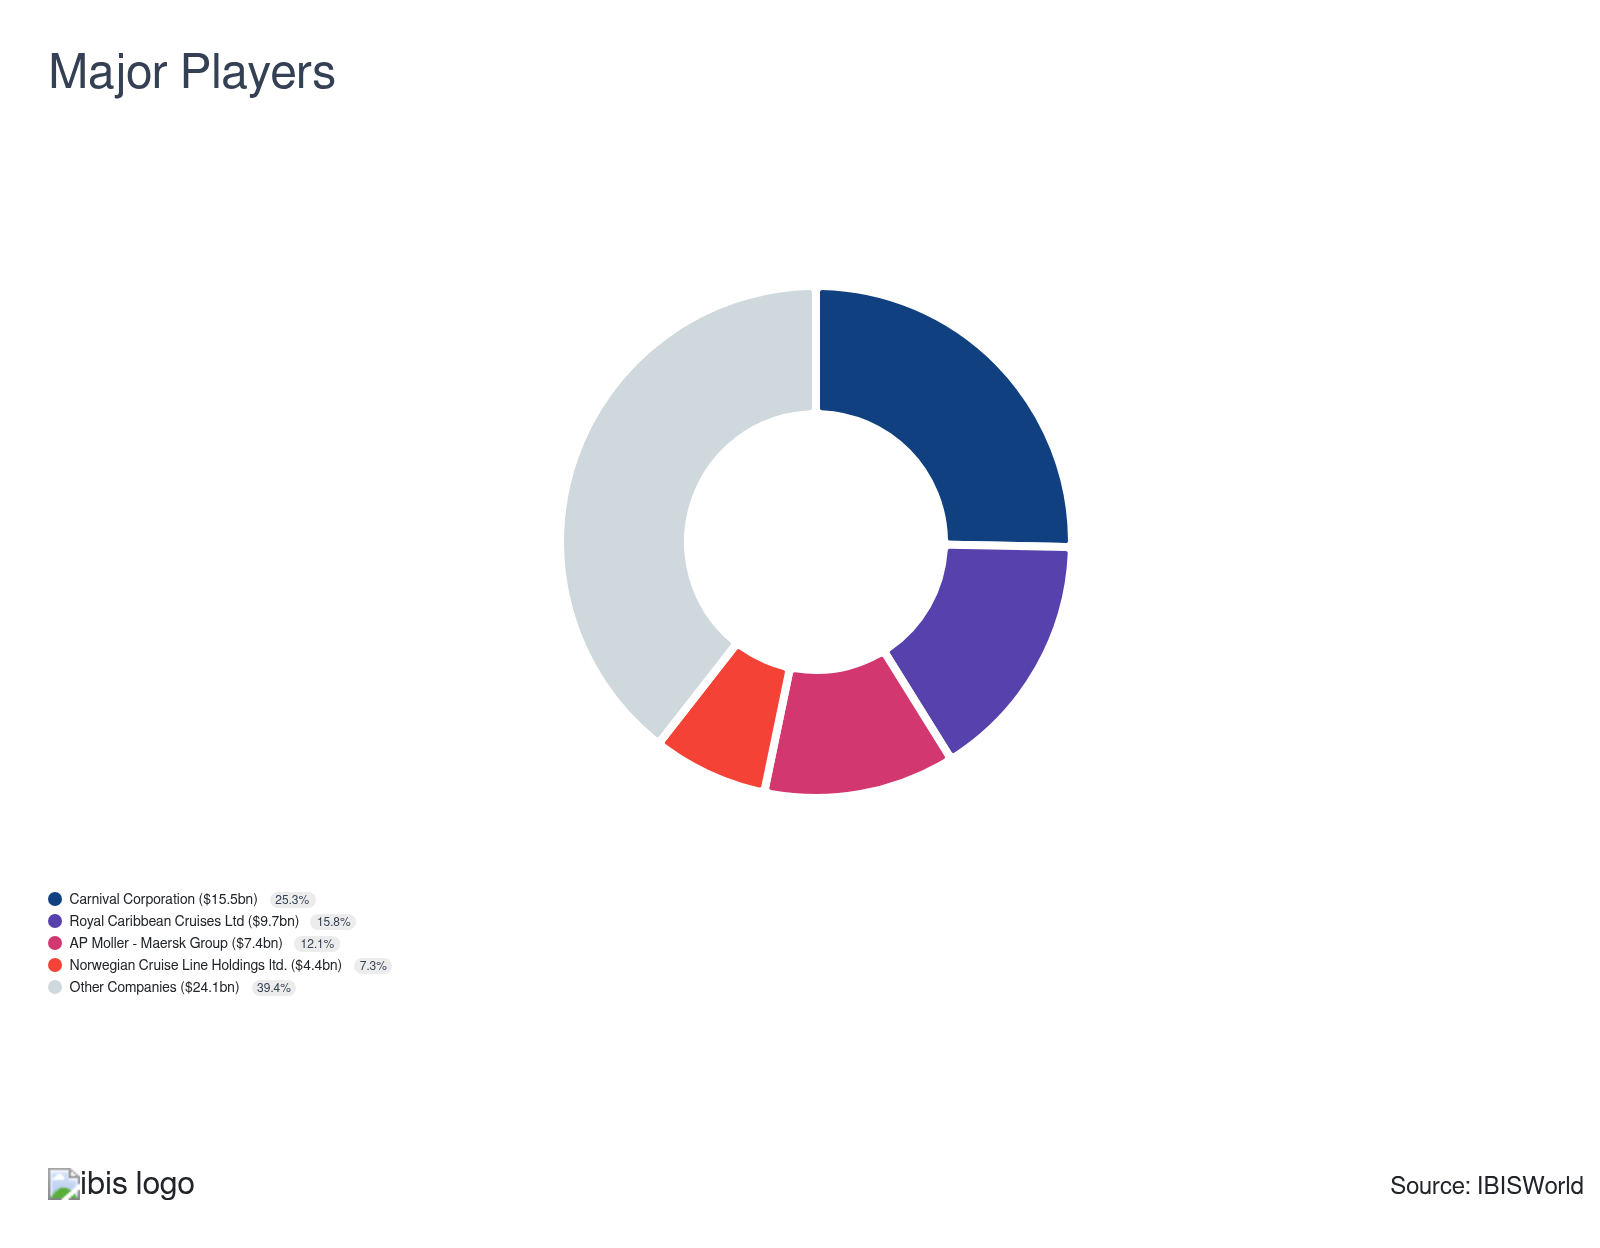 Major Players
Carnival Corporation ($15.5bn) 25.3%
Royal Caribbean Cruises Ltd ($9.7bn) 15.8%
AP Moller - Maersk Group ($7.4bn) 12.1%
Norwegian Cruise Line Holdings ltd. ($4.4bn) 7.3%
Other Companies ($24.1bn) 39.4%
ibis logo
Source: IBISWorld